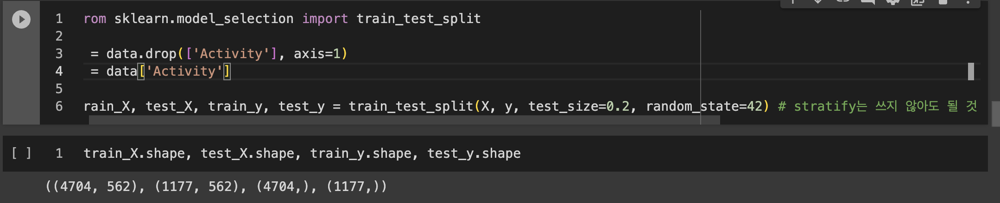 1 rom sklearn.model_selection import train_test_split
2
3 = data.drop(['Activity'], axis=1)
4 = data['Activity']
5
6 rain_X, test_X, train_y, test_y = train_test_split(X, y, test_size=0.2, random_state=42) # stratify는 쓰지 않아도 될 것
[ ] 1 train_X.shape, test_X.shape, train_y.shape, test_y.shape
((4704, 562), (1177, 562), (4704,), (1177,))